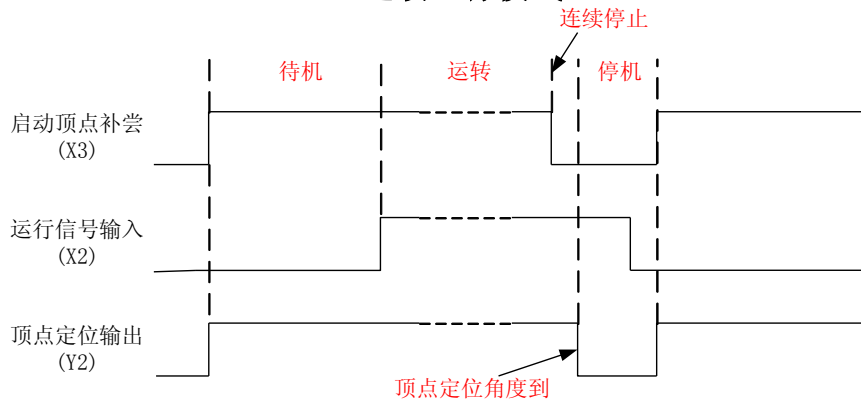 连续停止
待机
运转
停机
启动顶点补尝
(X3)
运行信号输入
(X2)
顶点定位输出
(Y2)
顶点定位角度到